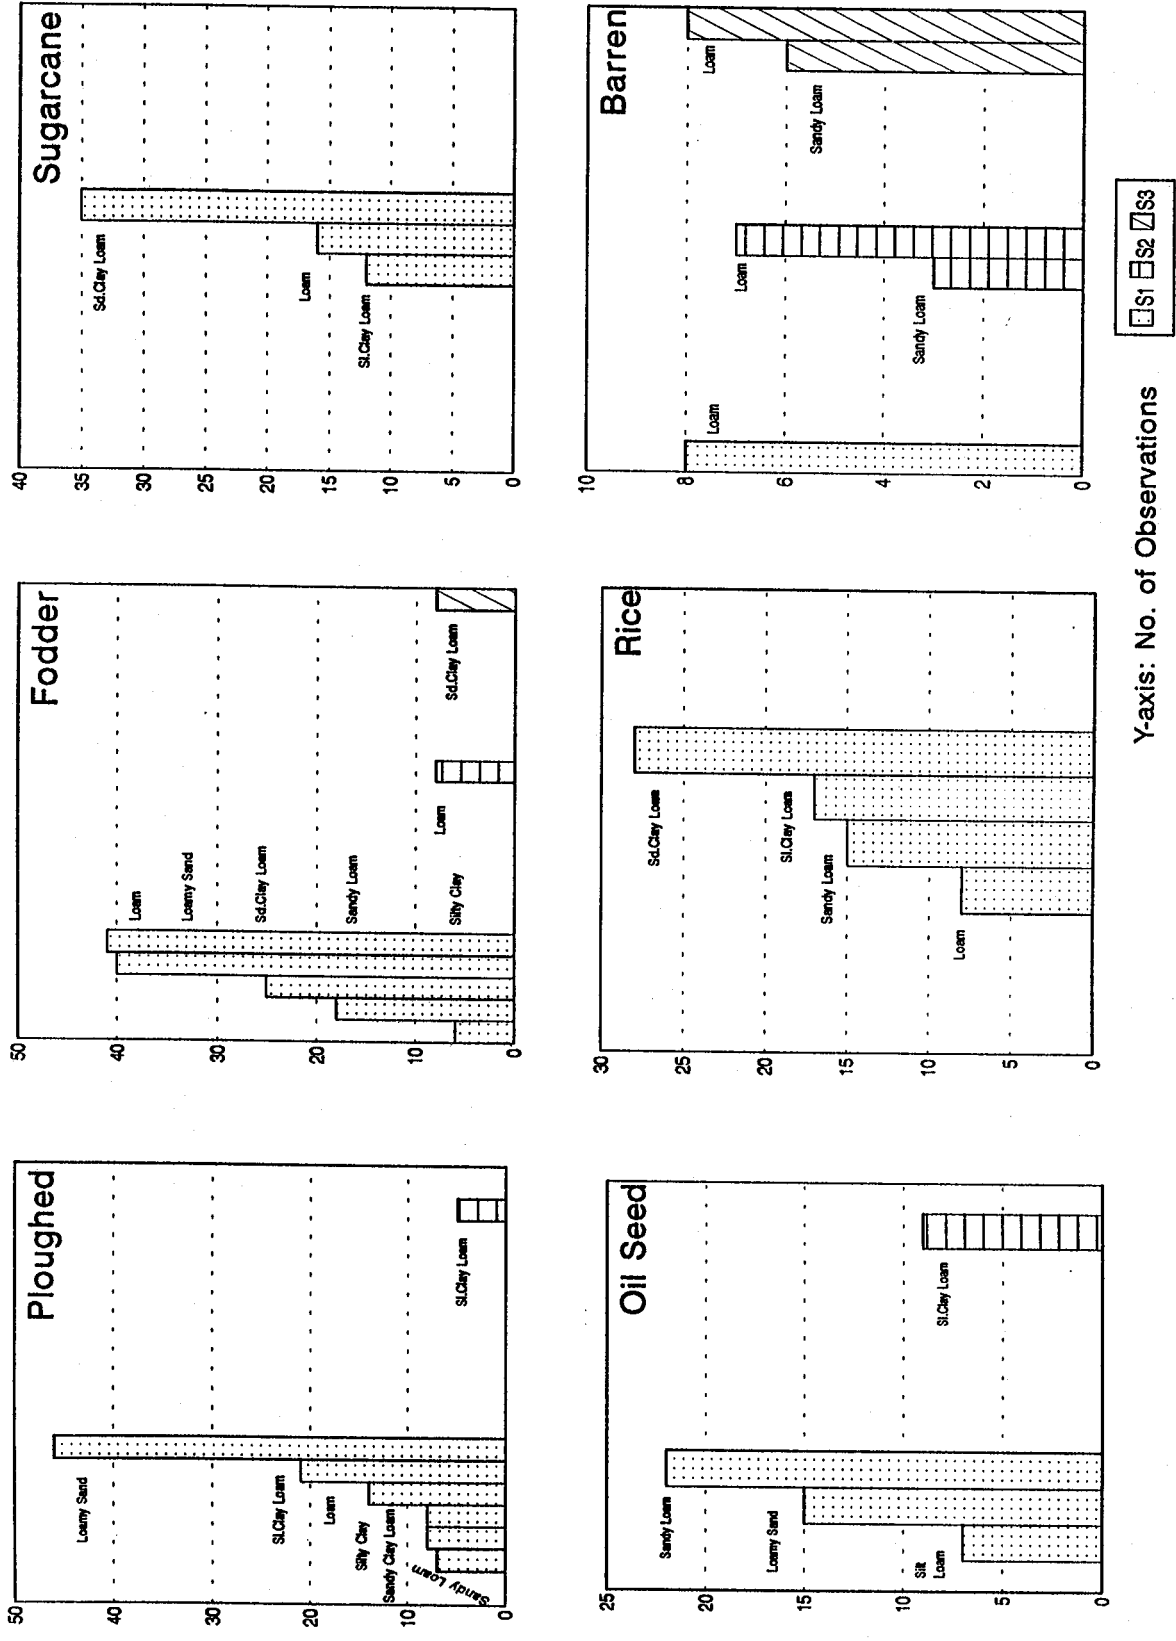 Ploughed
50
40
30
20
10
0
Loamy Sand
Sl.Clay Loam
Loam
Silty Clay
Sandy Clay Loam
Sandy Loam
Sl.Clay Loam
Fodder
50
40
30
20
10
0
Loam
Loamy Sand
Sd.Clay Loam
Sandy Loam
Silty Clay
Loam
Sd.Clay Loam
Sugarcane
40
35
30
25
20
15
10
5
0
Sd.Clay Loam
Loam
Sl.Clay Loam
Oil Seed
25
20
15
10
5
0
Sandy Loam
Loamy Sand
Silt
Loam
Sl.Clay Loam
Rice
30
25
20
15
10
5
0
Sd.Clay Loam
Sl.Clay Loam
Sandy Loam
Loam
Barren
10
8
6
4
2
0
Loam
Loam
Sandy Loam
Loam
Sandy Loam
Y-axis: No. of Observations
S1 S2 S3